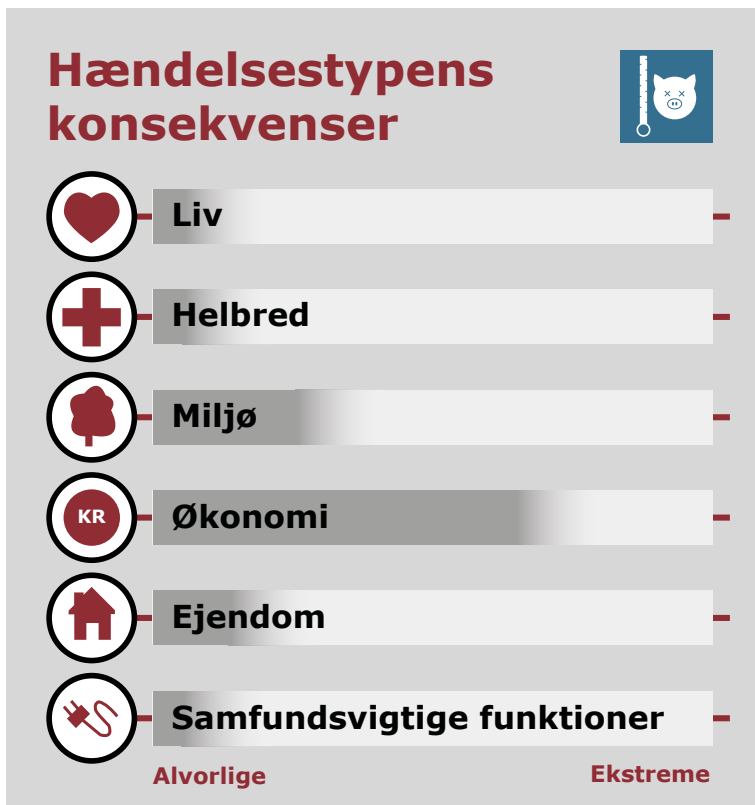 Hændelsestypens
konsekvenser
Liv
Helbred
Miljø
KR
Økonomi
Ejendom
Samfundsvigtige funktioner
Alvorlige
Ekstreme